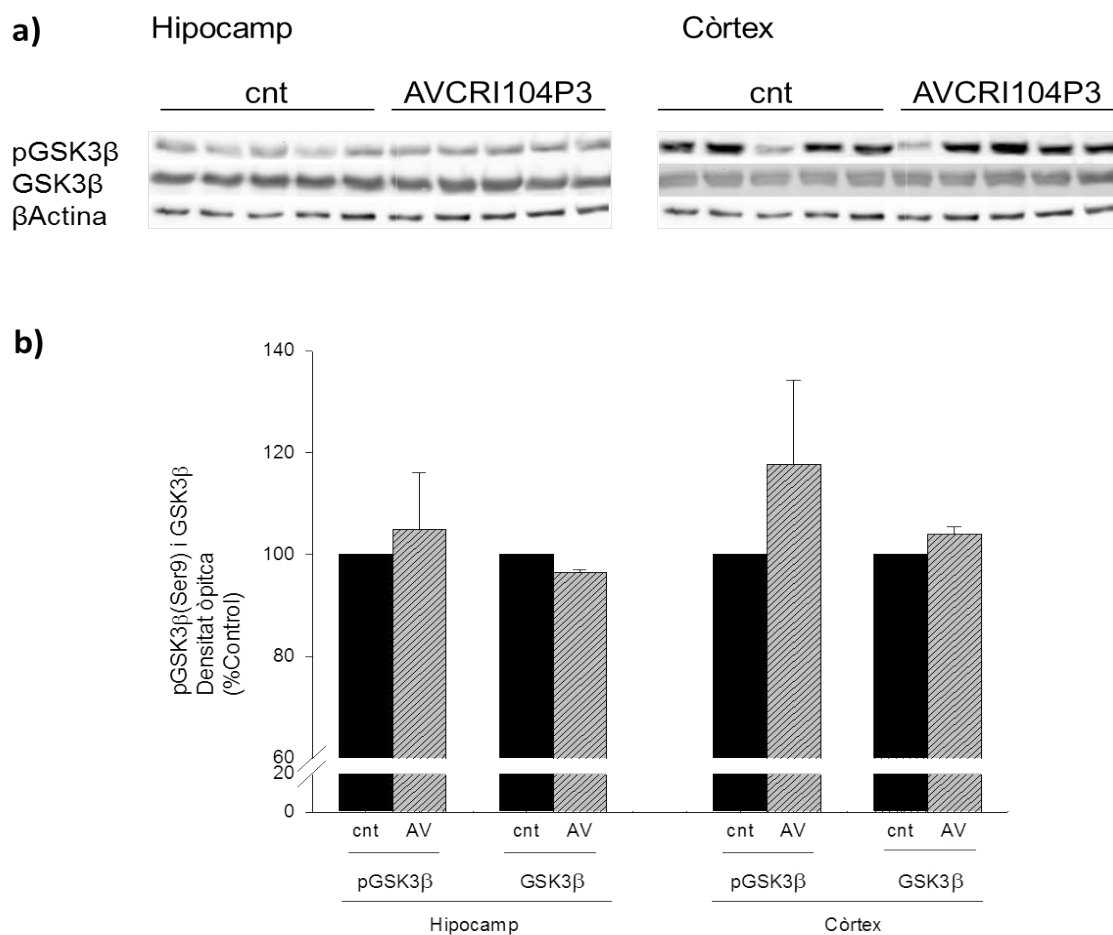 a)
Hipocamp
Còrtex
cnt
AVCRI104P3
cnt
AVCRI104P3
pGSK3β
GSK3β
βActina
b)
pGSK3β(Ser9) i GSK3β
Densitat òpitca
(%Control)
140
120
100
80
60
20
0
cnt AV cnt AV cnt AV cnt AV
pGSK3β GSK3β pGSK3β GSK3β
Hipocamp Còrtex